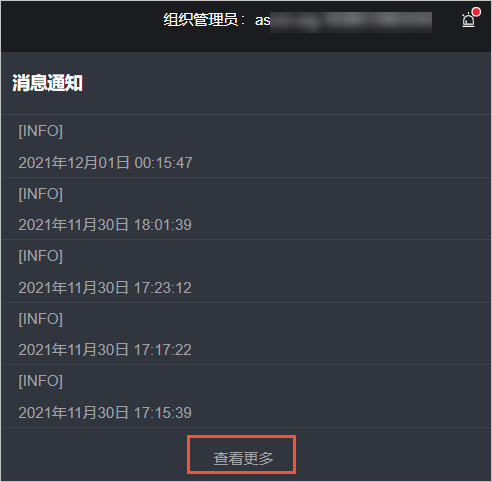 组织管理员：as
消息通知
[INFO]
2021年12月01日 00:15:47
[INFO]
2021年11月30日 18:01:39
[INFO]
2021年11月30日 17:23:12
[INFO]
2021年11月30日 17:17:22
[INFO]
2021年11月30日 17:15:39
查看更多